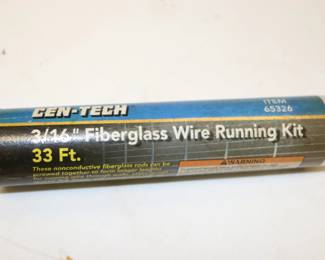 CEN-TECH
ITEM
65326
3/16" Fiberglass Wire Running Kit
33 Ft.
WARNING
These nonconductive fiberglass rods can be
screwed together to form longer lengths